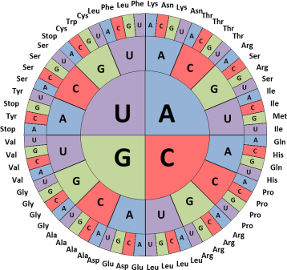 Lys
Asn
Lys
Asn
Thr
Thr
Thr
Thr
Arg
Ser
Arg
Ser
Ile
Ile
Met
Ile
Gln
His
Gln
His
Pro
Pro
Pro
Pro
Arg
Arg
Arg
Arg
Leu
Leu
Leu
Leu
Glu
Asp
Glu
Asp
Ala
Ala
Ala
Ala
Gly
Gly
Gly
Gly
Val
Val
Val
Val
Stop
Tyr
Stop
Tyr
Ser
Ser
Ser
Ser
Stop
Cys
Trp
Cys
Leu
Phe
Leu
Phe
A
C
G
U
A
C
G
U
A
C
G
U
A
C
G
U
U
A
G
C